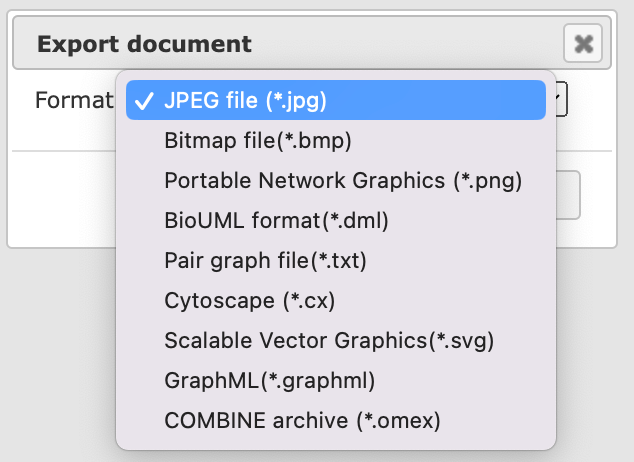 Export document
Format
JPEG file (*.jpg)
Bitmap file(*.bmp)
Portable Network Graphics (*.png)
BioUML format(*.dml)
Pair graph file(*.txt)
Cytoscape (*.cx)
Scalable Vector Graphics(*.svg)
GraphML(*.graphml)
COMBINE archive (*.omex)